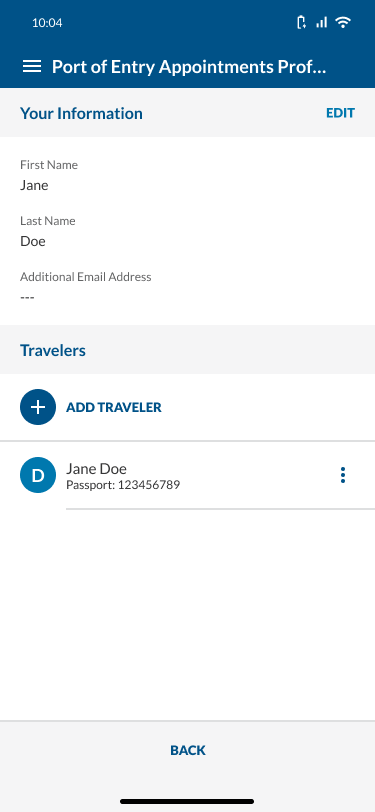 10:04
Port of Entry Appointments Prof...
Your Information
EDIT
First Name
Jane
Last Name
Doe
Additional Email Address
---
Travelers
ADD TRAVELER
D
Jane Doe
Passport: 123456789
BACK